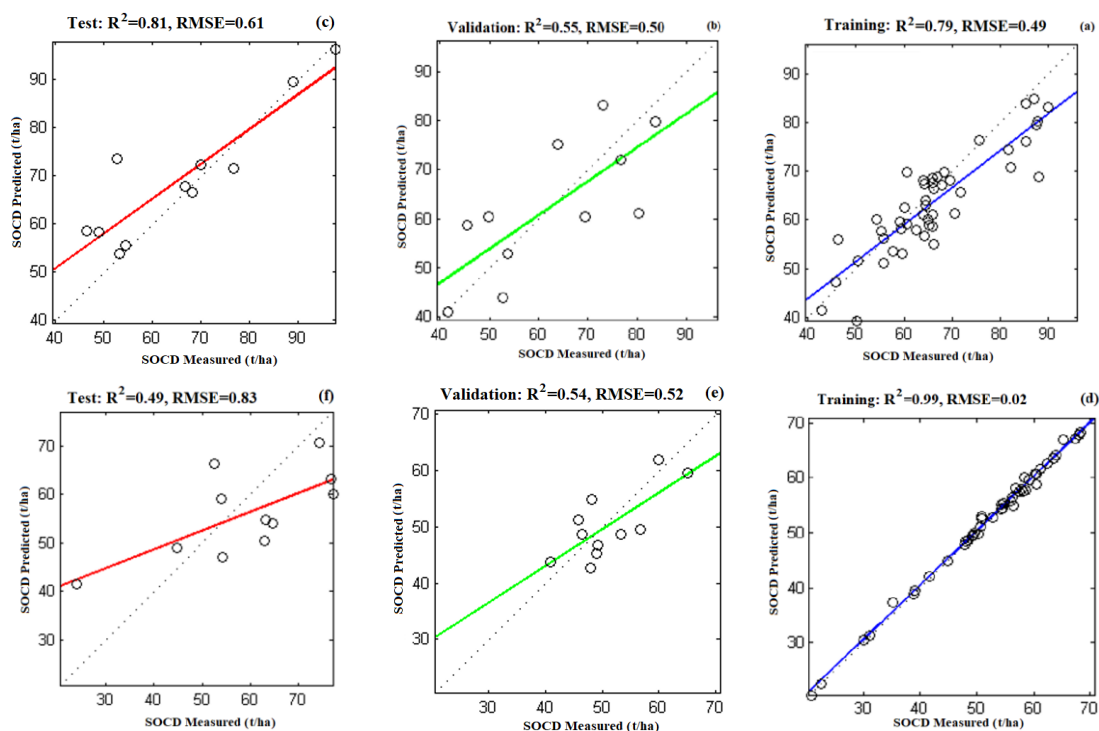 Test: R²=0.81, RMSE=0.61 (c)
SOCD Predicted (t/ha)
90
80
70
60
50
40
40 50 60 70 80 90
SOCD Measured (t/ha)
Validation: R²=0.55, RMSE=0.50 (b)
SOCD Predicted (t/ha)
90
80
70
60
50
40
40 50 60 70 80 90
SOCD Measured (t/ha)
Training: R²=0.79, RMSE=0.49 (a)
SOCD Predicted (t/ha)
90
80
70
60
50
40
40 50 60 70 80 90
SOCD Measured (t/ha)
Test: R²=0.49, RMSE=0.83 (f)
SOCD Predicted (t/ha)
70
60
50
40
30
30 40 50 60 70
SOCD Measured (t/ha)
Validation: R²=0.54, RMSE=0.52 (e)
SOCD Predicted (t/ha)
70
60
50
40
30
30 40 50 60 70
SOCD Measured (t/ha)
Training: R²=0.99, RMSE=0.02 (d)
SOCD Predicted (t/ha)
70
60
50
40
30
30 40 50 60 70
SOCD Measured (t/ha)